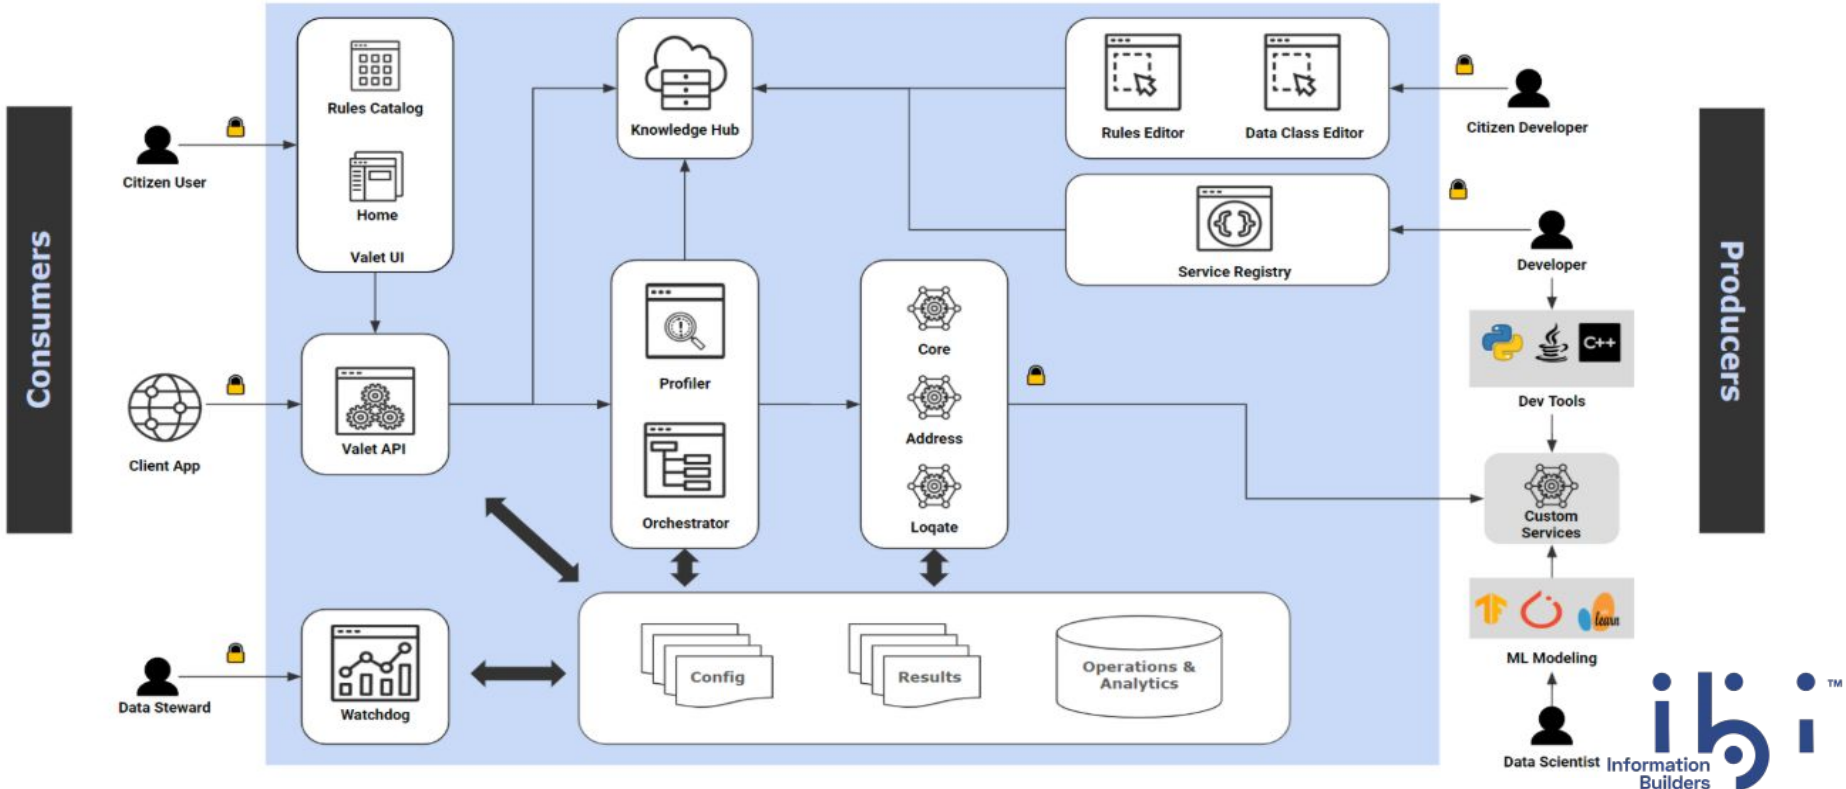 Consumers
Citizen User
Client App
Data Steward
Rules Catalog
Home
Valet UI
Valet API
Watchdog
Knowledge Hub
Profiler
Orchestrator
Core
Address
Loqate
Config
Results
Operations &
Analytics
Rules Editor
Data Class Editor
Service Registry
Citizen Developer
Developer
C++
Dev Tools
Custom
Services
TF
learn
ML Modeling
Data Scientist
Producers
ibi
TM
Information
Builders